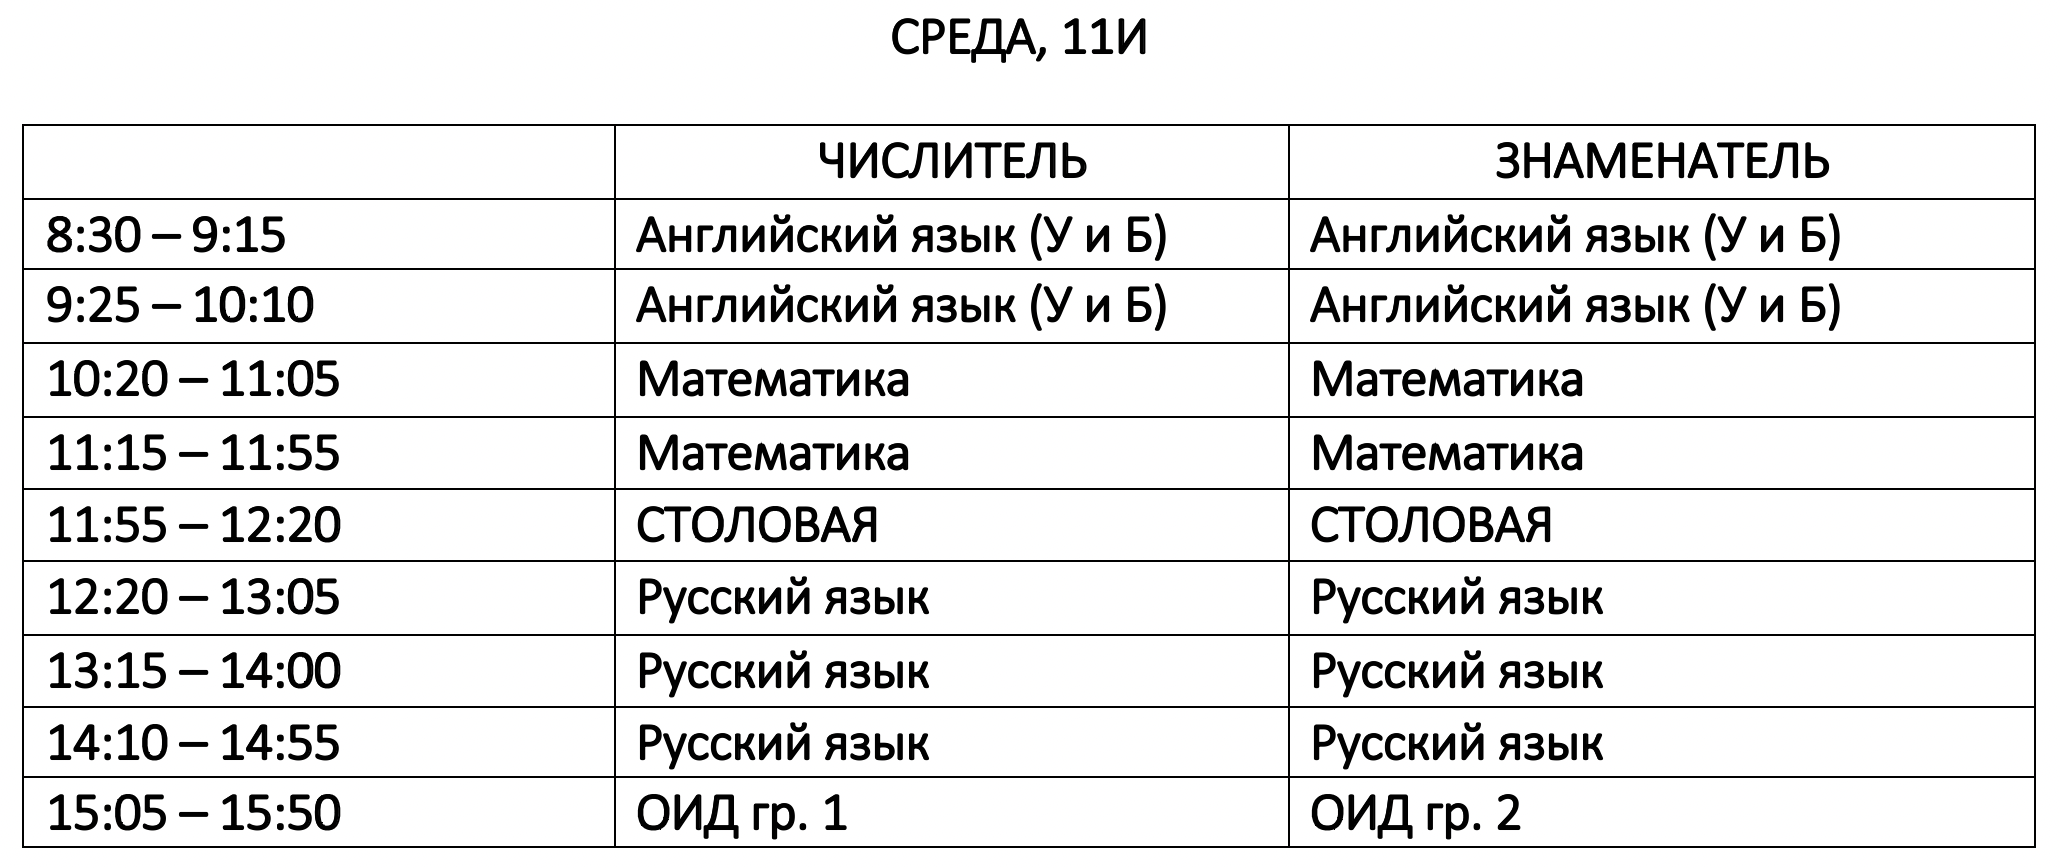 СРЕДА, 11И
ЧИСЛИТЕЛЬ ЗНАМЕНАТЕЛЬ
8:30 – 9:15 Английский язык (У и Б) Английский язык (У и Б)
9:25 – 10:10 Английский язык (У и Б) Английский язык (У и Б)
10:20 – 11:05 Математика Математика
11:15 – 11:55 Математика Математика
11:55 – 12:20 СТОЛОВАЯ СТОЛОВАЯ
12:20 – 13:05 Русский язык Русский язык
13:15 – 14:00 Русский язык Русский язык
14:10 – 14:55 Русский язык Русский язык
15:05 – 15:50 ОИД гр. 1 ОИД гр. 2